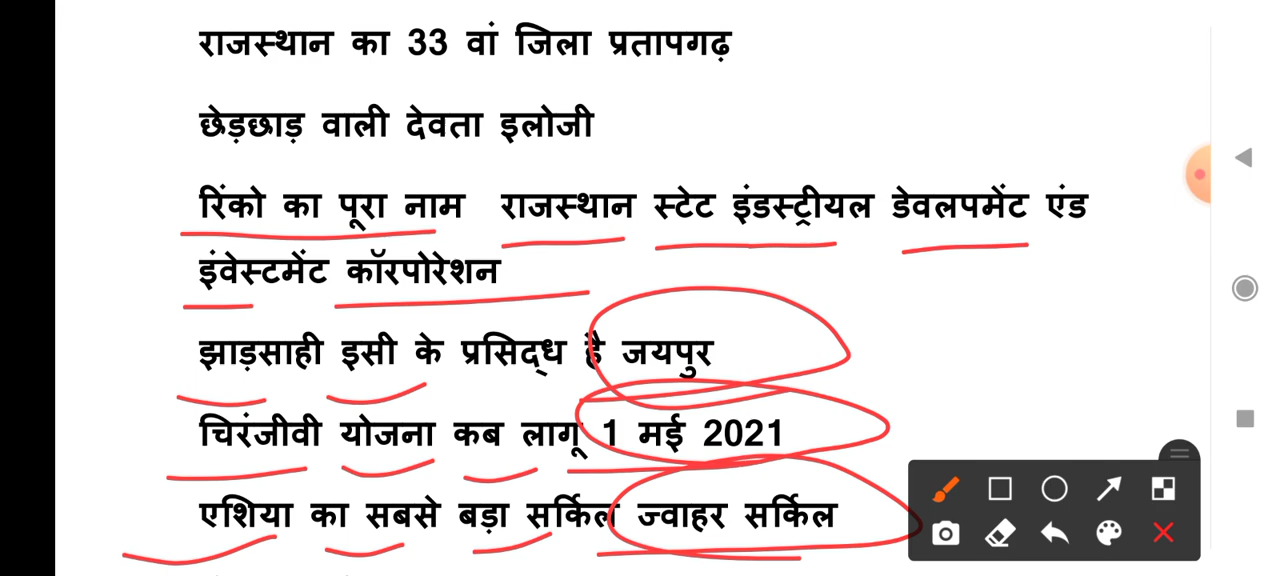 राजस्थान का 33 वां जिला प्रतापगढ़
छेड़छाड़ वाली देवता इलोजी
रिंको का पूरा नाम राजस्थान स्टेट इंडस्ट्रीयल डेवलपमेंट एंड
इंवेस्टमेंट कॉरपोरेशन
झाड़साही इसी के प्रसिद्ध है जयपुर
चिरंजीवी योजना कब लागू 1 मई 2021
एशिया का सबसे बड़ा सर्किल ज्वाहर सर्किल